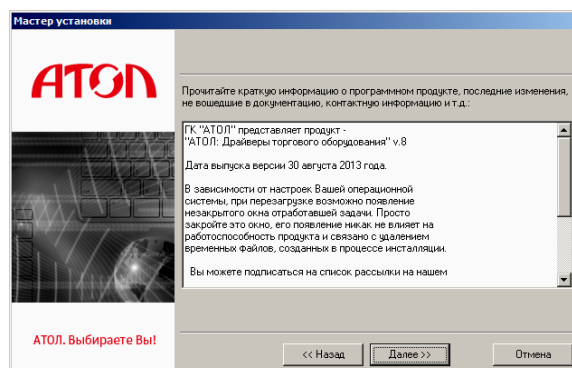 Мастер установки
АТОЛ
Прочитайте краткую информацию о программном продукте, последние изменения,
не вошедшие в документацию, контактную информацию и т.д.:
ГК "АТОЛ" представляет продукт -
"АТОЛ: Драйверы торгового оборудования" v.8
Дата выпуска версии 30 августа 2013 года.
В зависимости от настроек Вашей операционной
системы, при перезагрузке возможно появление
незакрытого окна отработавшей задачи. Просто
закройте это окно, его появление никак не влияет на
работоспособность продукта и связано с удалением
временных файлов, созданных в процессе инсталляции.
Вы можете подписаться на список рассылки на нашем
АТОЛ. Выбираете Вы!
<< Назад
Далее >>
Отмена